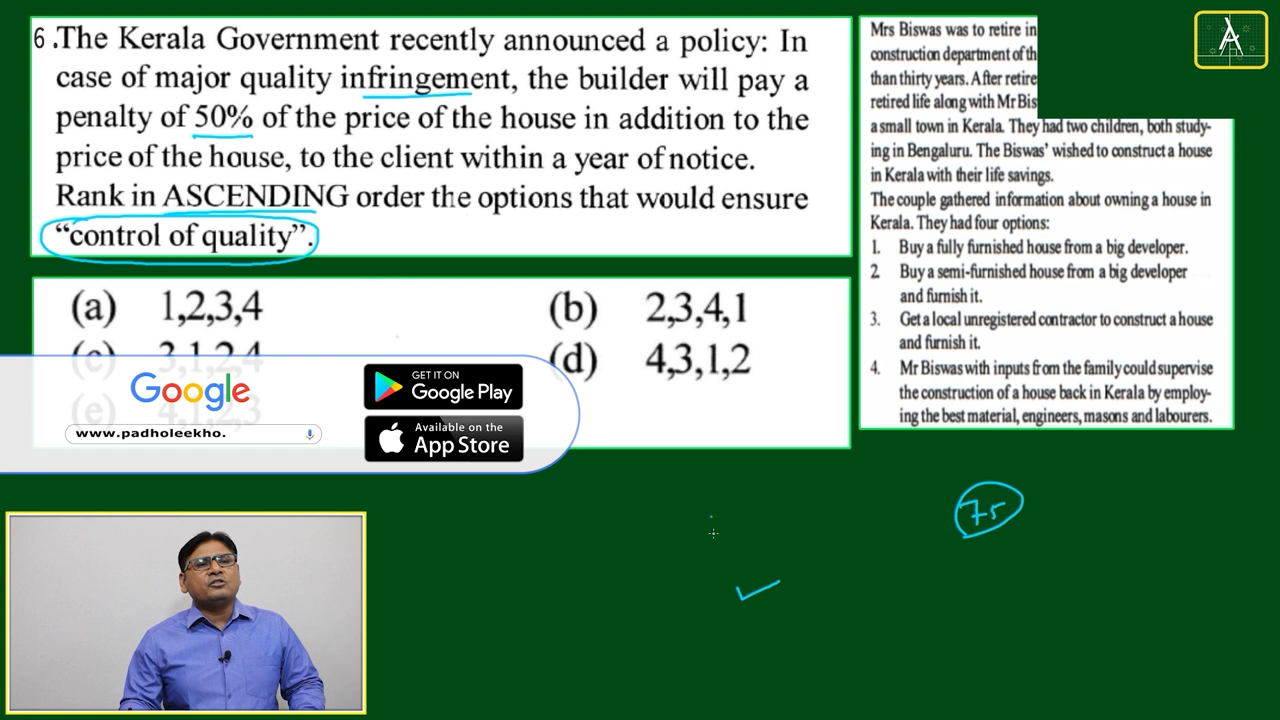 6 .The Kerala Government recently announced a policy: In
case of major quality infringement, the builder will pay a
penalty of 50% of the price of the house in addition to the
price of the house, to the client within a year of notice.
Rank in ASCENDING order the options that would ensure
“control of quality”.
(a) 1,2,3,4
(b) 2,3,4,1
(c) 3,1,2,4
(d) 4,3,1,2
(e) 4,1,2,3
Google
www.padholeekho.
GET IT ON
Google Play
Available on the
App Store
Mrs Biswas was to retire in
construction department of th
than thirty years. After retire
retired life along with Mr Bis
a small town in Kerala. They had two children, both study-
ing in Bengaluru. The Biswas’ wished to construct a house
in Kerala with their life savings.
The couple gathered information about owning a house in
Kerala. They had four options:
1. Buy a fully furnished house from a big developer.
2 Buy a semi-furnished house from a big developer
and furnish it.
3. Get a local unregistered contractor to construct a house
and furnish it.
4. Mr Biswas with inputs from the family could supervise
the construction of a house back in Kerala by employ-
ing the best material, engineers, masons and labourers.
75